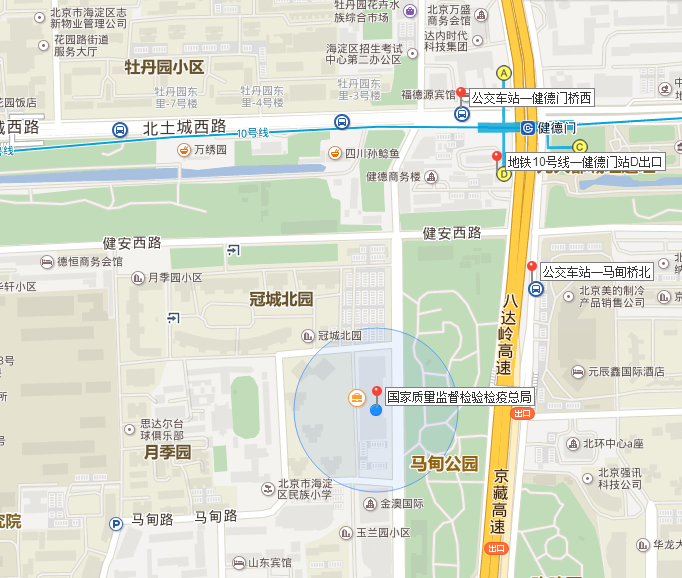 北京市海淀区志
新物业管理公司
花园路街道
服务大厅
牡丹园花卉水
族综合市场
北京万盛
商务会馆
达内时代
科技集团
海淀区招生考试
中心第二办公区
牡丹园小区
牡丹园东
里-7号楼
牡丹园东
里-4号楼
福德源宾馆
公交车站—健德门桥西
花园饭店
城西路
北土城西路
10号线
号线
健德门
万绣园
四川孙鲶鱼
地铁10号线—健德门站D出口
A
C
D
健德商务楼
健安西路
健安西路
德恒商务会馆
轩小区
月季园小区
冠城北园
冠城北园
公交车站—马甸桥北
北京美的制冷
产品销售公司
八达岭高速
元辰鑫国际酒店
国家质量监督检验检疫总局
出口
3号
所
思达尔台
球俱乐部
月季园
马甸公园
北环中心a座
京藏高速
北京市海淀
区民族小学
北京强讯
科技公司
金澳国际
P
马甸路
马甸路
究院
玉兰园小区
出口
山东宾馆
华龙大